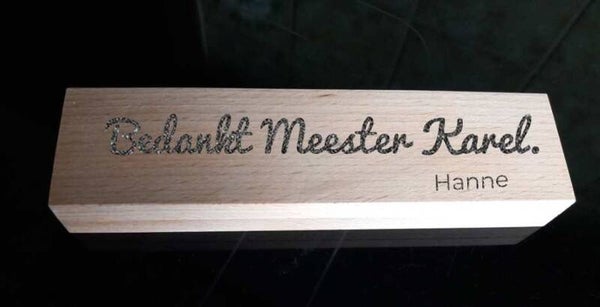 Bedankt Meester Karel.
Hanne